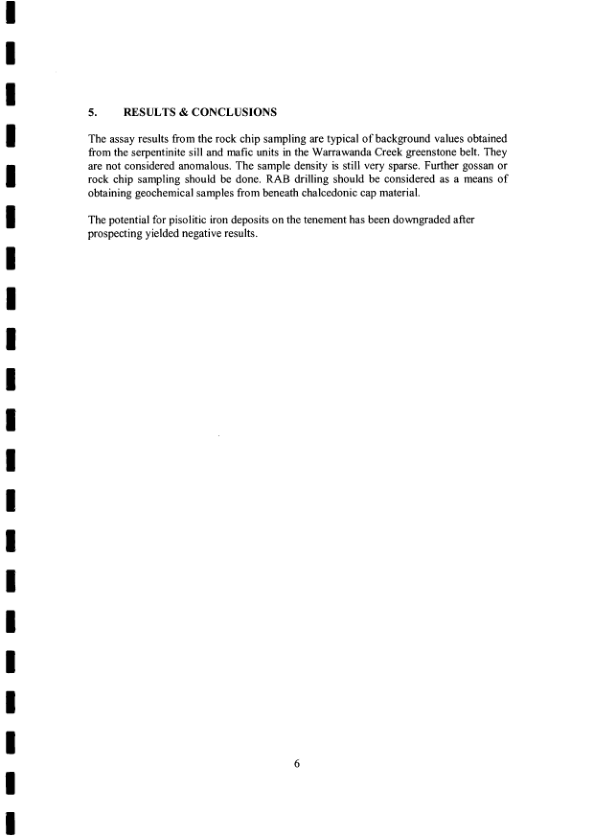 5. RESULTS & CONCLUSIONS
The assay results from the rock chip sampling are typical of background values obtained
from the serpentinite sill and mafic units in the Warrawanda Creek greenstone belt. They
are not considered anomalous. The sample density is still very sparse. Further gossan or
rock chip sampling should be done. RAB drilling should be considered as a means of
obtaining geochemical samples from beneath chalcedonic cap material.
The potential for pisolitic iron deposits on the tenement has been downgraded after
prospecting yielded negative results.
6